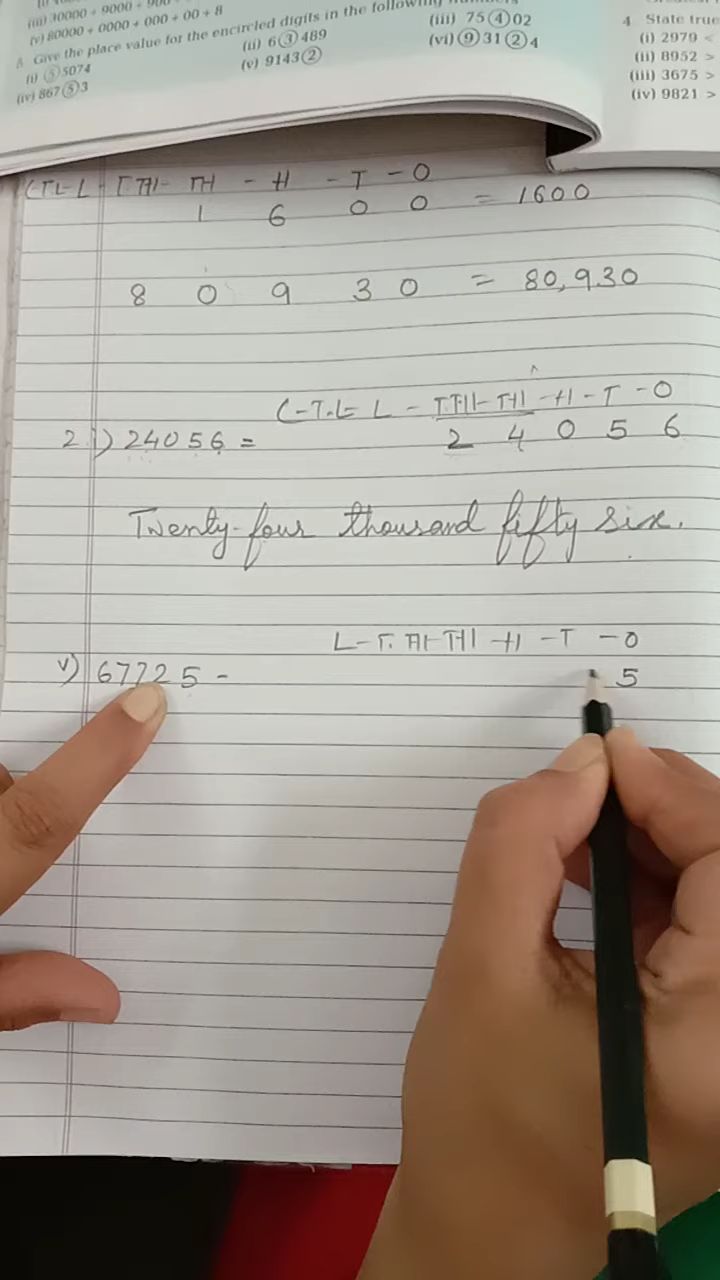 (iii) 30000 + 9000 + 900
(v) 80000 + 0000 + 000 + 00 + 8
Give the place value for the encircled digits in the following numbers
(i) ⑤5074 (ii) 6③489 (iii) 75④02
(iv) 867⑤3 (v) 9143② (vi) ⑨31②4
4 State true
(i) 2979 <
(ii) 8952 >
(iii) 3675 >
(iv) 9821 >
TH - H - T - O
1 6 0 0 = 1600
8 0 9 3 0 = 80,930
C-T.L- L - T.TH- TH - H - T - O
2 i) 24056 = 2 4 0 5 6
Twenty-four thousand fifty six.
L - T.TH- TH - H - T - O
v) 67725 - 5